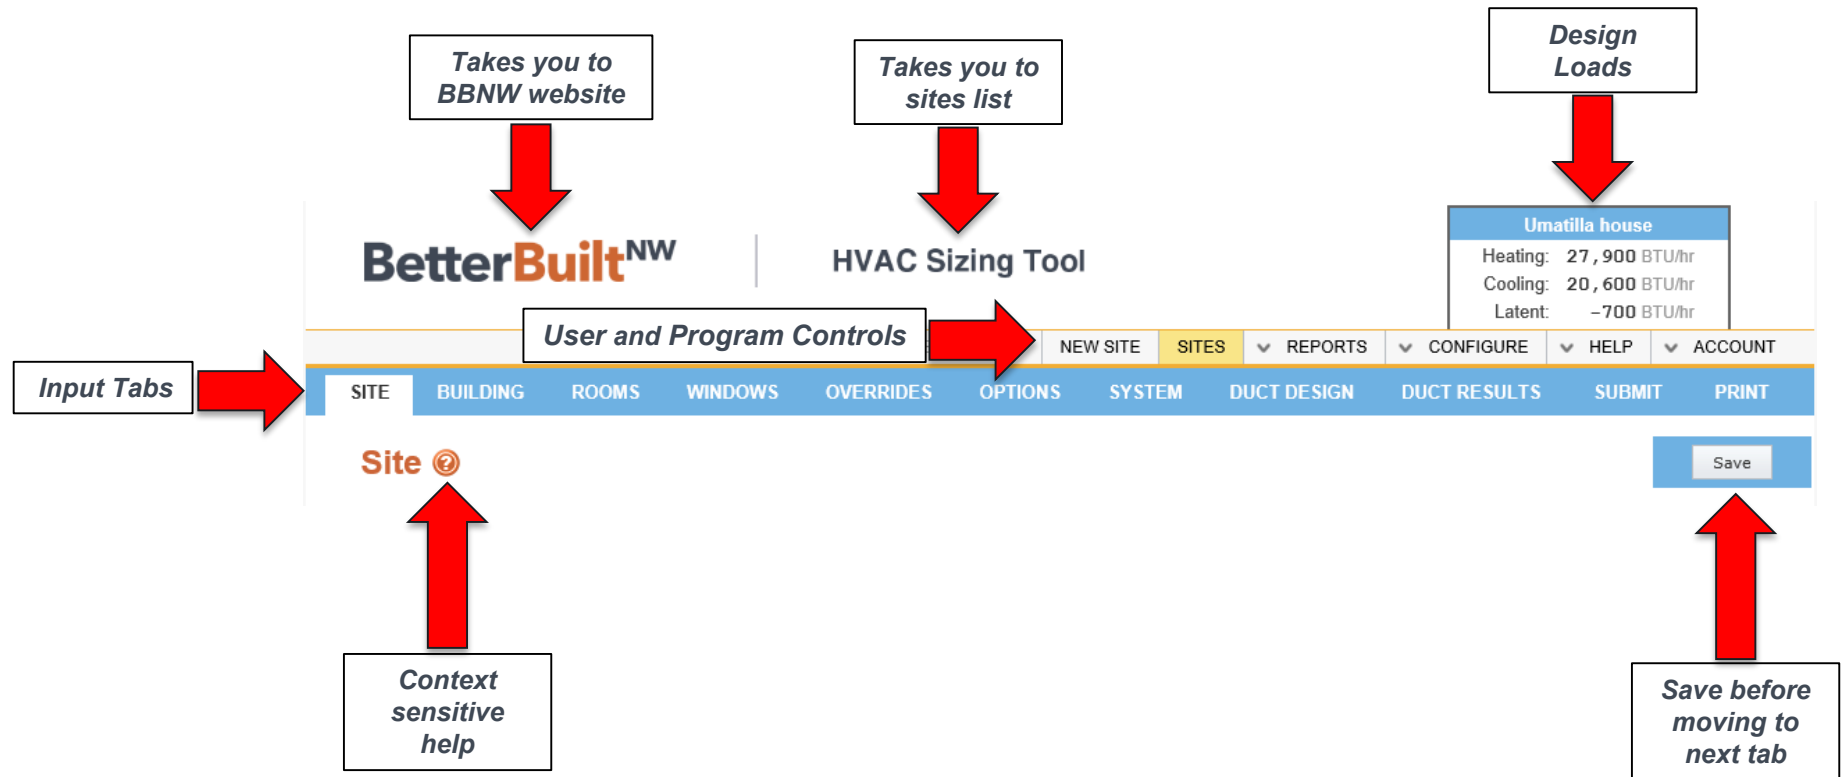 Takes you to
BBNW website
Takes you to
sites list
Design
Loads
BetterBuiltNW
HVAC Sizing Tool
Umatilla house
Heating: 27,900 BTU/hr
Cooling: 20,600 BTU/hr
Latent: -700 BTU/hr
User and Program Controls
NEW SITE SITES REPORTS CONFIGURE HELP ACCOUNT
Input Tabs
SITE BUILDING ROOMS WINDOWS OVERRIDES OPTIONS SYSTEM DUCT DESIGN DUCT RESULTS SUBMIT PRINT
Site ?
Save
Context
sensitive
help
Save before
moving to
next tab